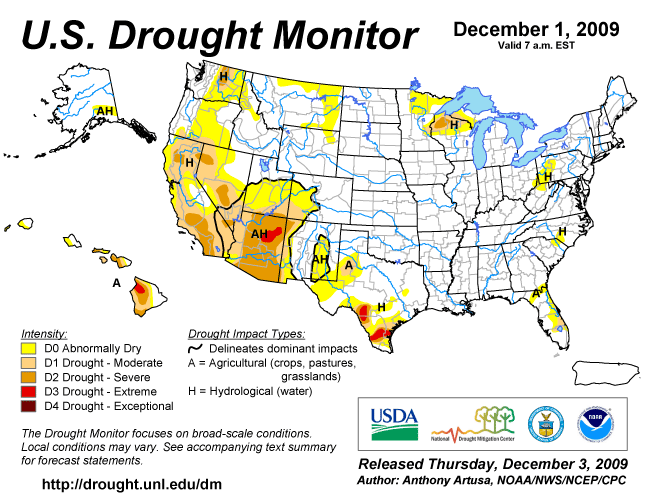 U.S. Drought Monitor
December 1, 2009
Valid 7 a.m. EST
AH
H
H
H
H
AH
AH
A
H
H
A
A
Intensity:
D0 Abnormally Dry
D1 Drought - Moderate
D2 Drought - Severe
D3 Drought - Extreme
D4 Drought - Exceptional
Drought Impact Types:
Delineates dominant impacts
A = Agricultural (crops, pastures,
grasslands)
H = Hydrological (water)
The Drought Monitor focuses on broad-scale conditions.
Local conditions may vary. See accompanying text summary
for forecast statements.
http://drought.unl.edu/dm
USDA
National Drought Mitigation Center
NOAA
Released Thursday, December 3, 2009
Author: Anthony Artusa, NOAA/NWS/NCEP/CPC